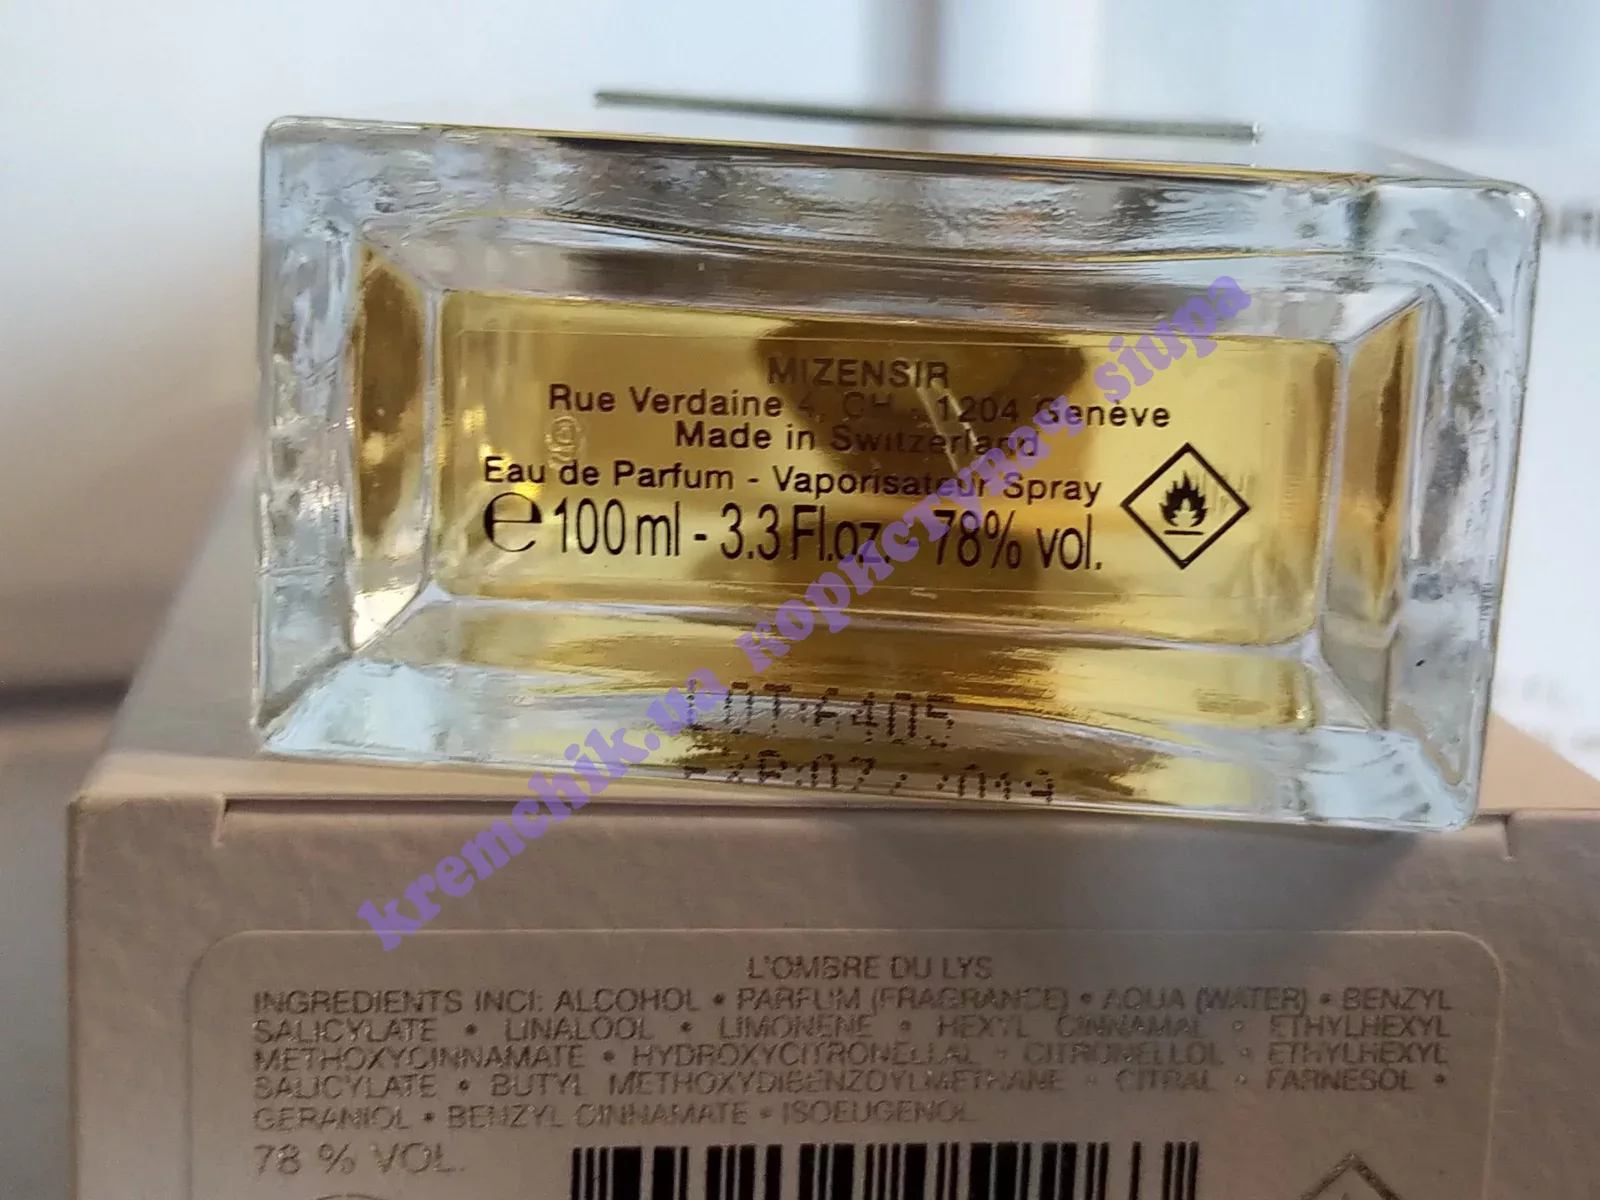 MIZENSIR
Rue Verdaine 4, CH - 1204 Genève
Made in Switzerland
Eau de Parfum - Vaporisateur Spray
e 100 ml - 3.3 Fl.oz. - 78% vol.
kremchik.ua користувач siupa
L'OMBRE DU LYS
INGREDIENTS INCI: ALCOHOL • PARFUM (FRAGRANCE) • AQUA (WATER) • BENZYL
SALICYLATE • LINALOOL • LIMONENE • HEXYL CINNAMAL • ETHYLHEXYL
METHOXYCINNAMATE • HYDROXYCITRONELLAL • CITRONELLOL • ETHYLHEXYL
SALICYLATE • BUTYL METHOXYDIBENZOYLMETHANE • CITRAL • FARNESOL •
GERANIOL • BENZYL CINNAMATE • ISOEUGENOL
78 % VOL.